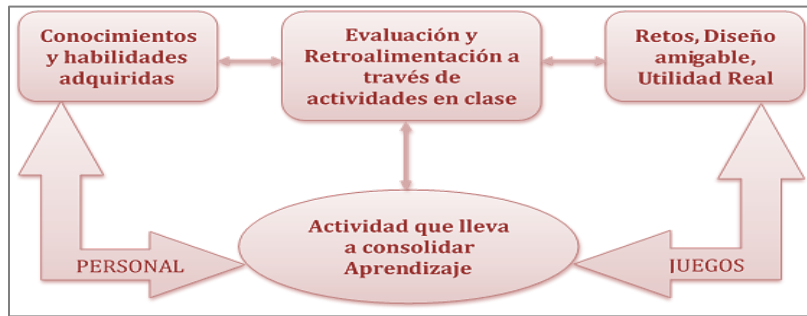 Conocimientos
y habilidades
adquiridas
Evaluación y
Retroalimentación a
través de
actividades en clase
Retos, Diseño
amigable,
Utilidad Real
Actividad que lleva
a consolidar
Aprendizaje
PERSONAL
JUEGOS